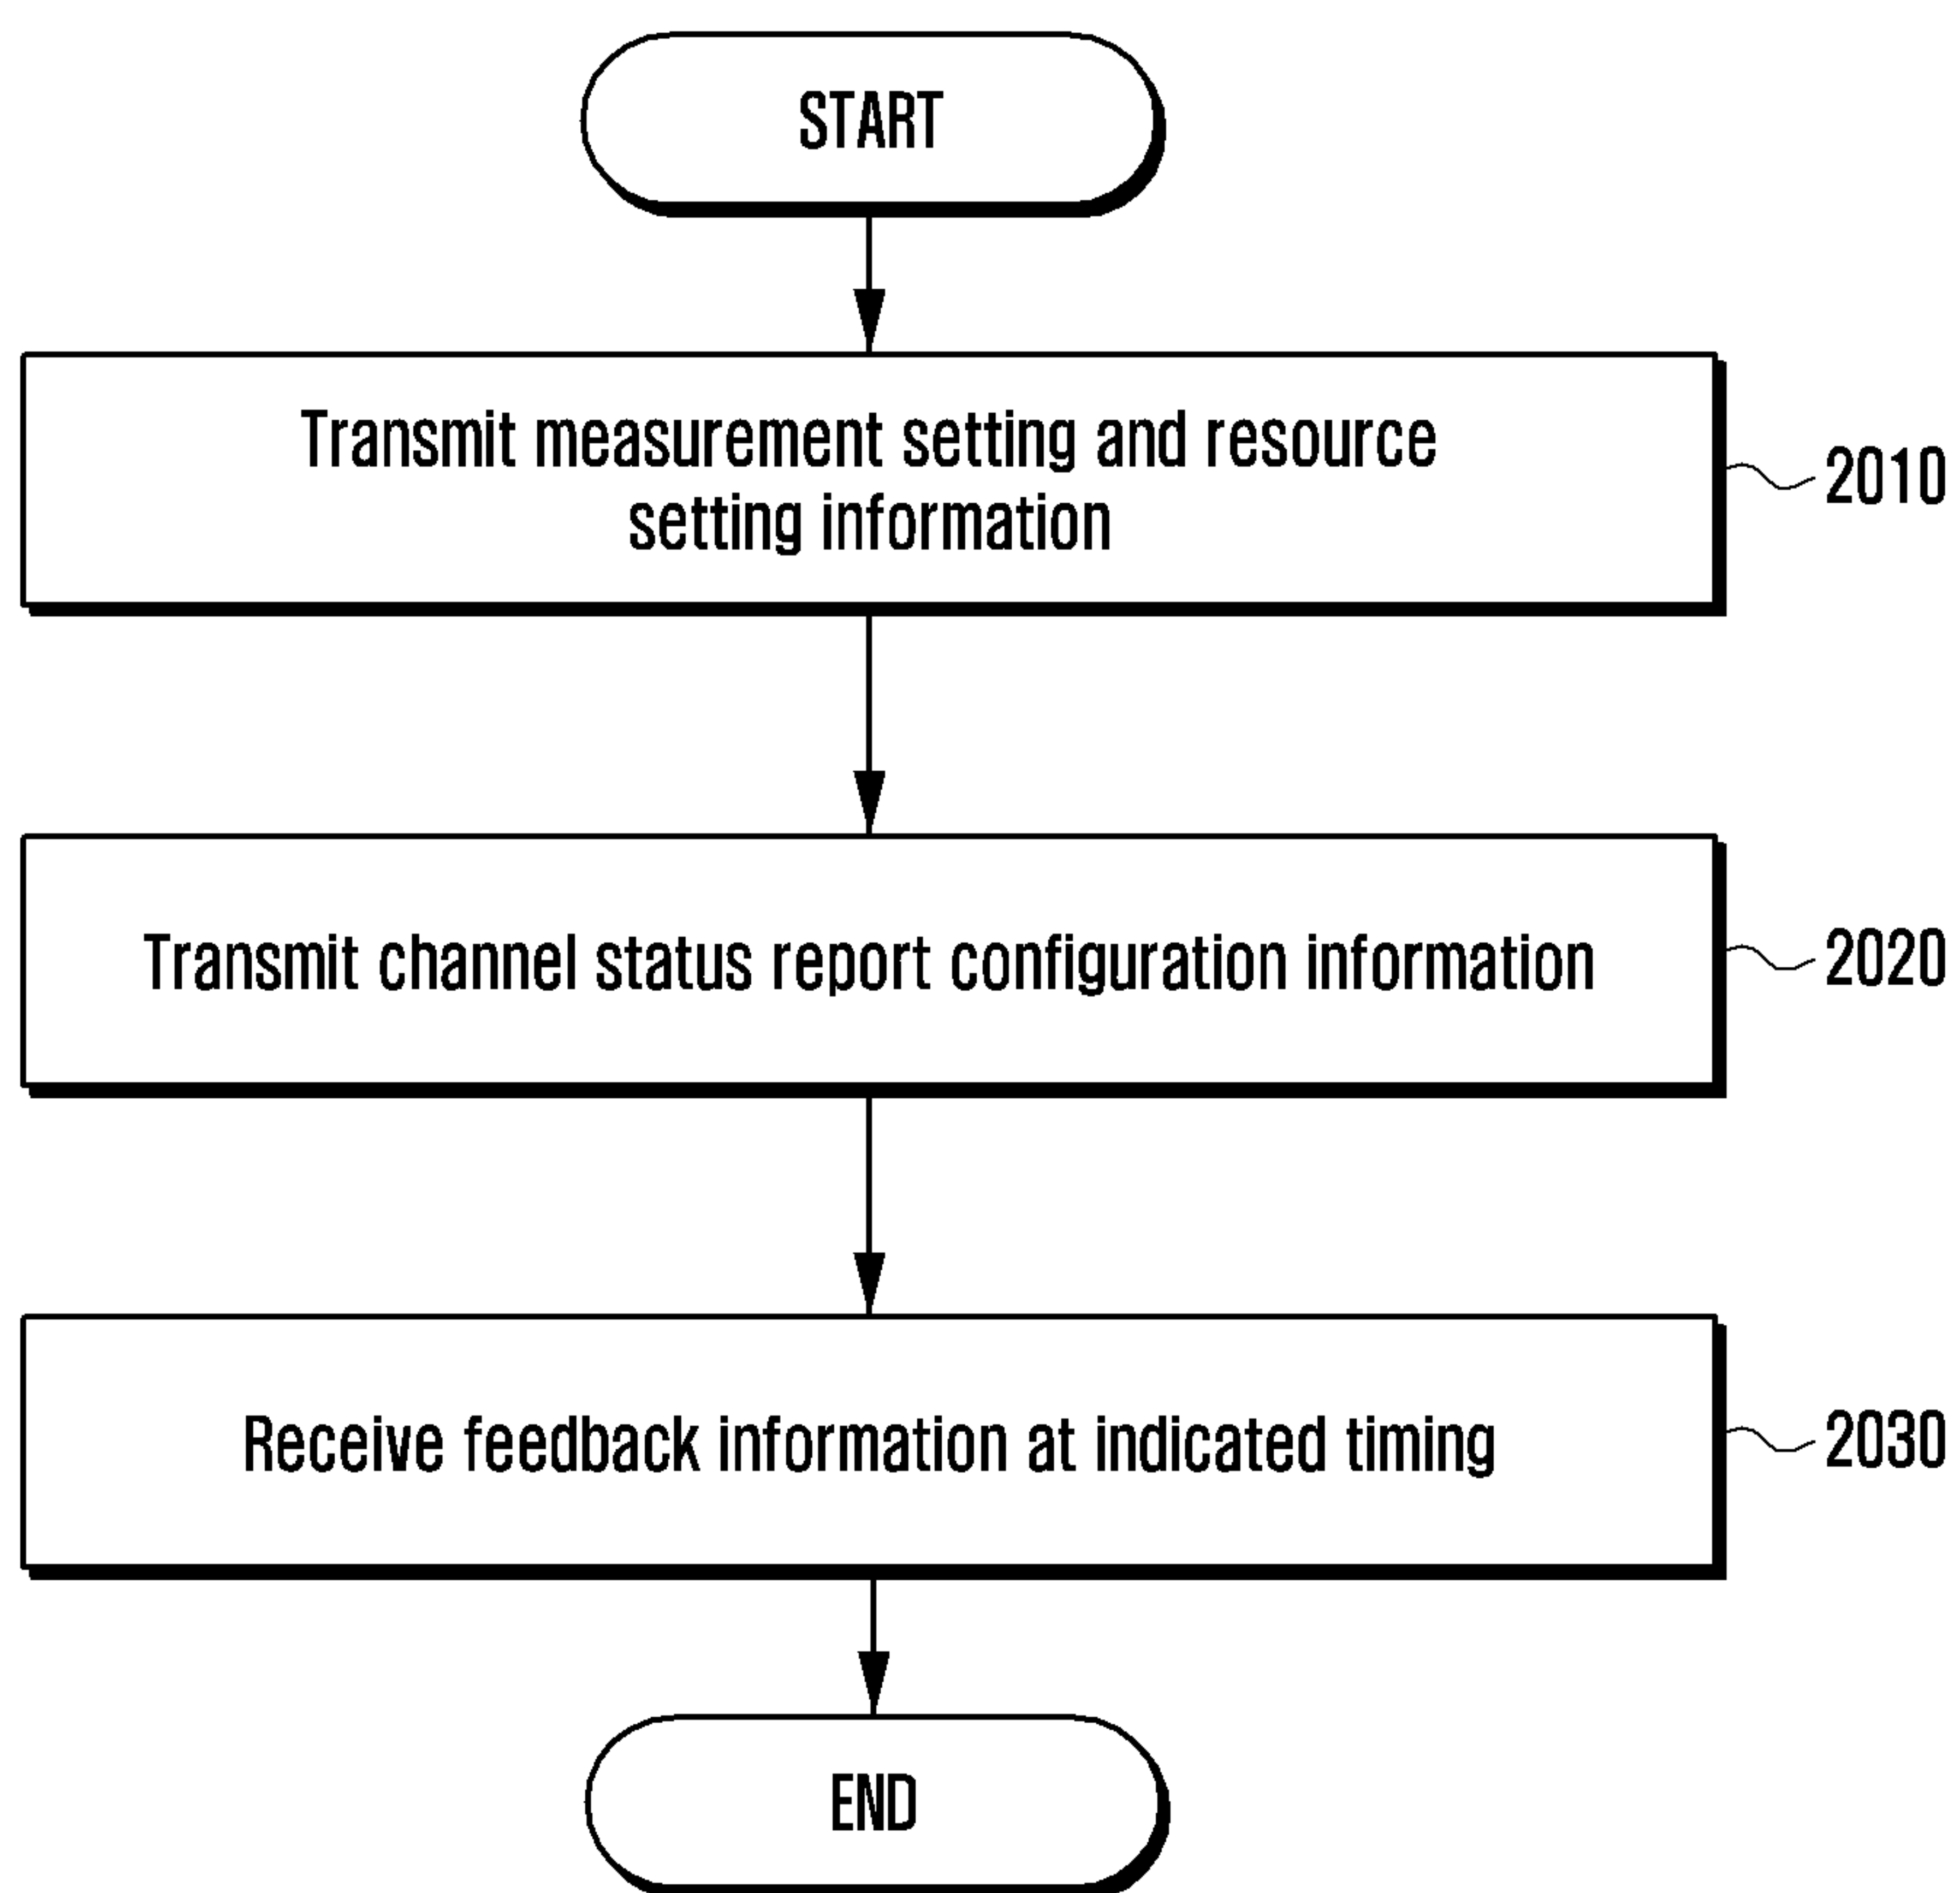 START
Transmit measurement setting and resource
setting information
2010
Transmit channel status report configuration information
2020
Receive feedback information at indicated timing
2030
END